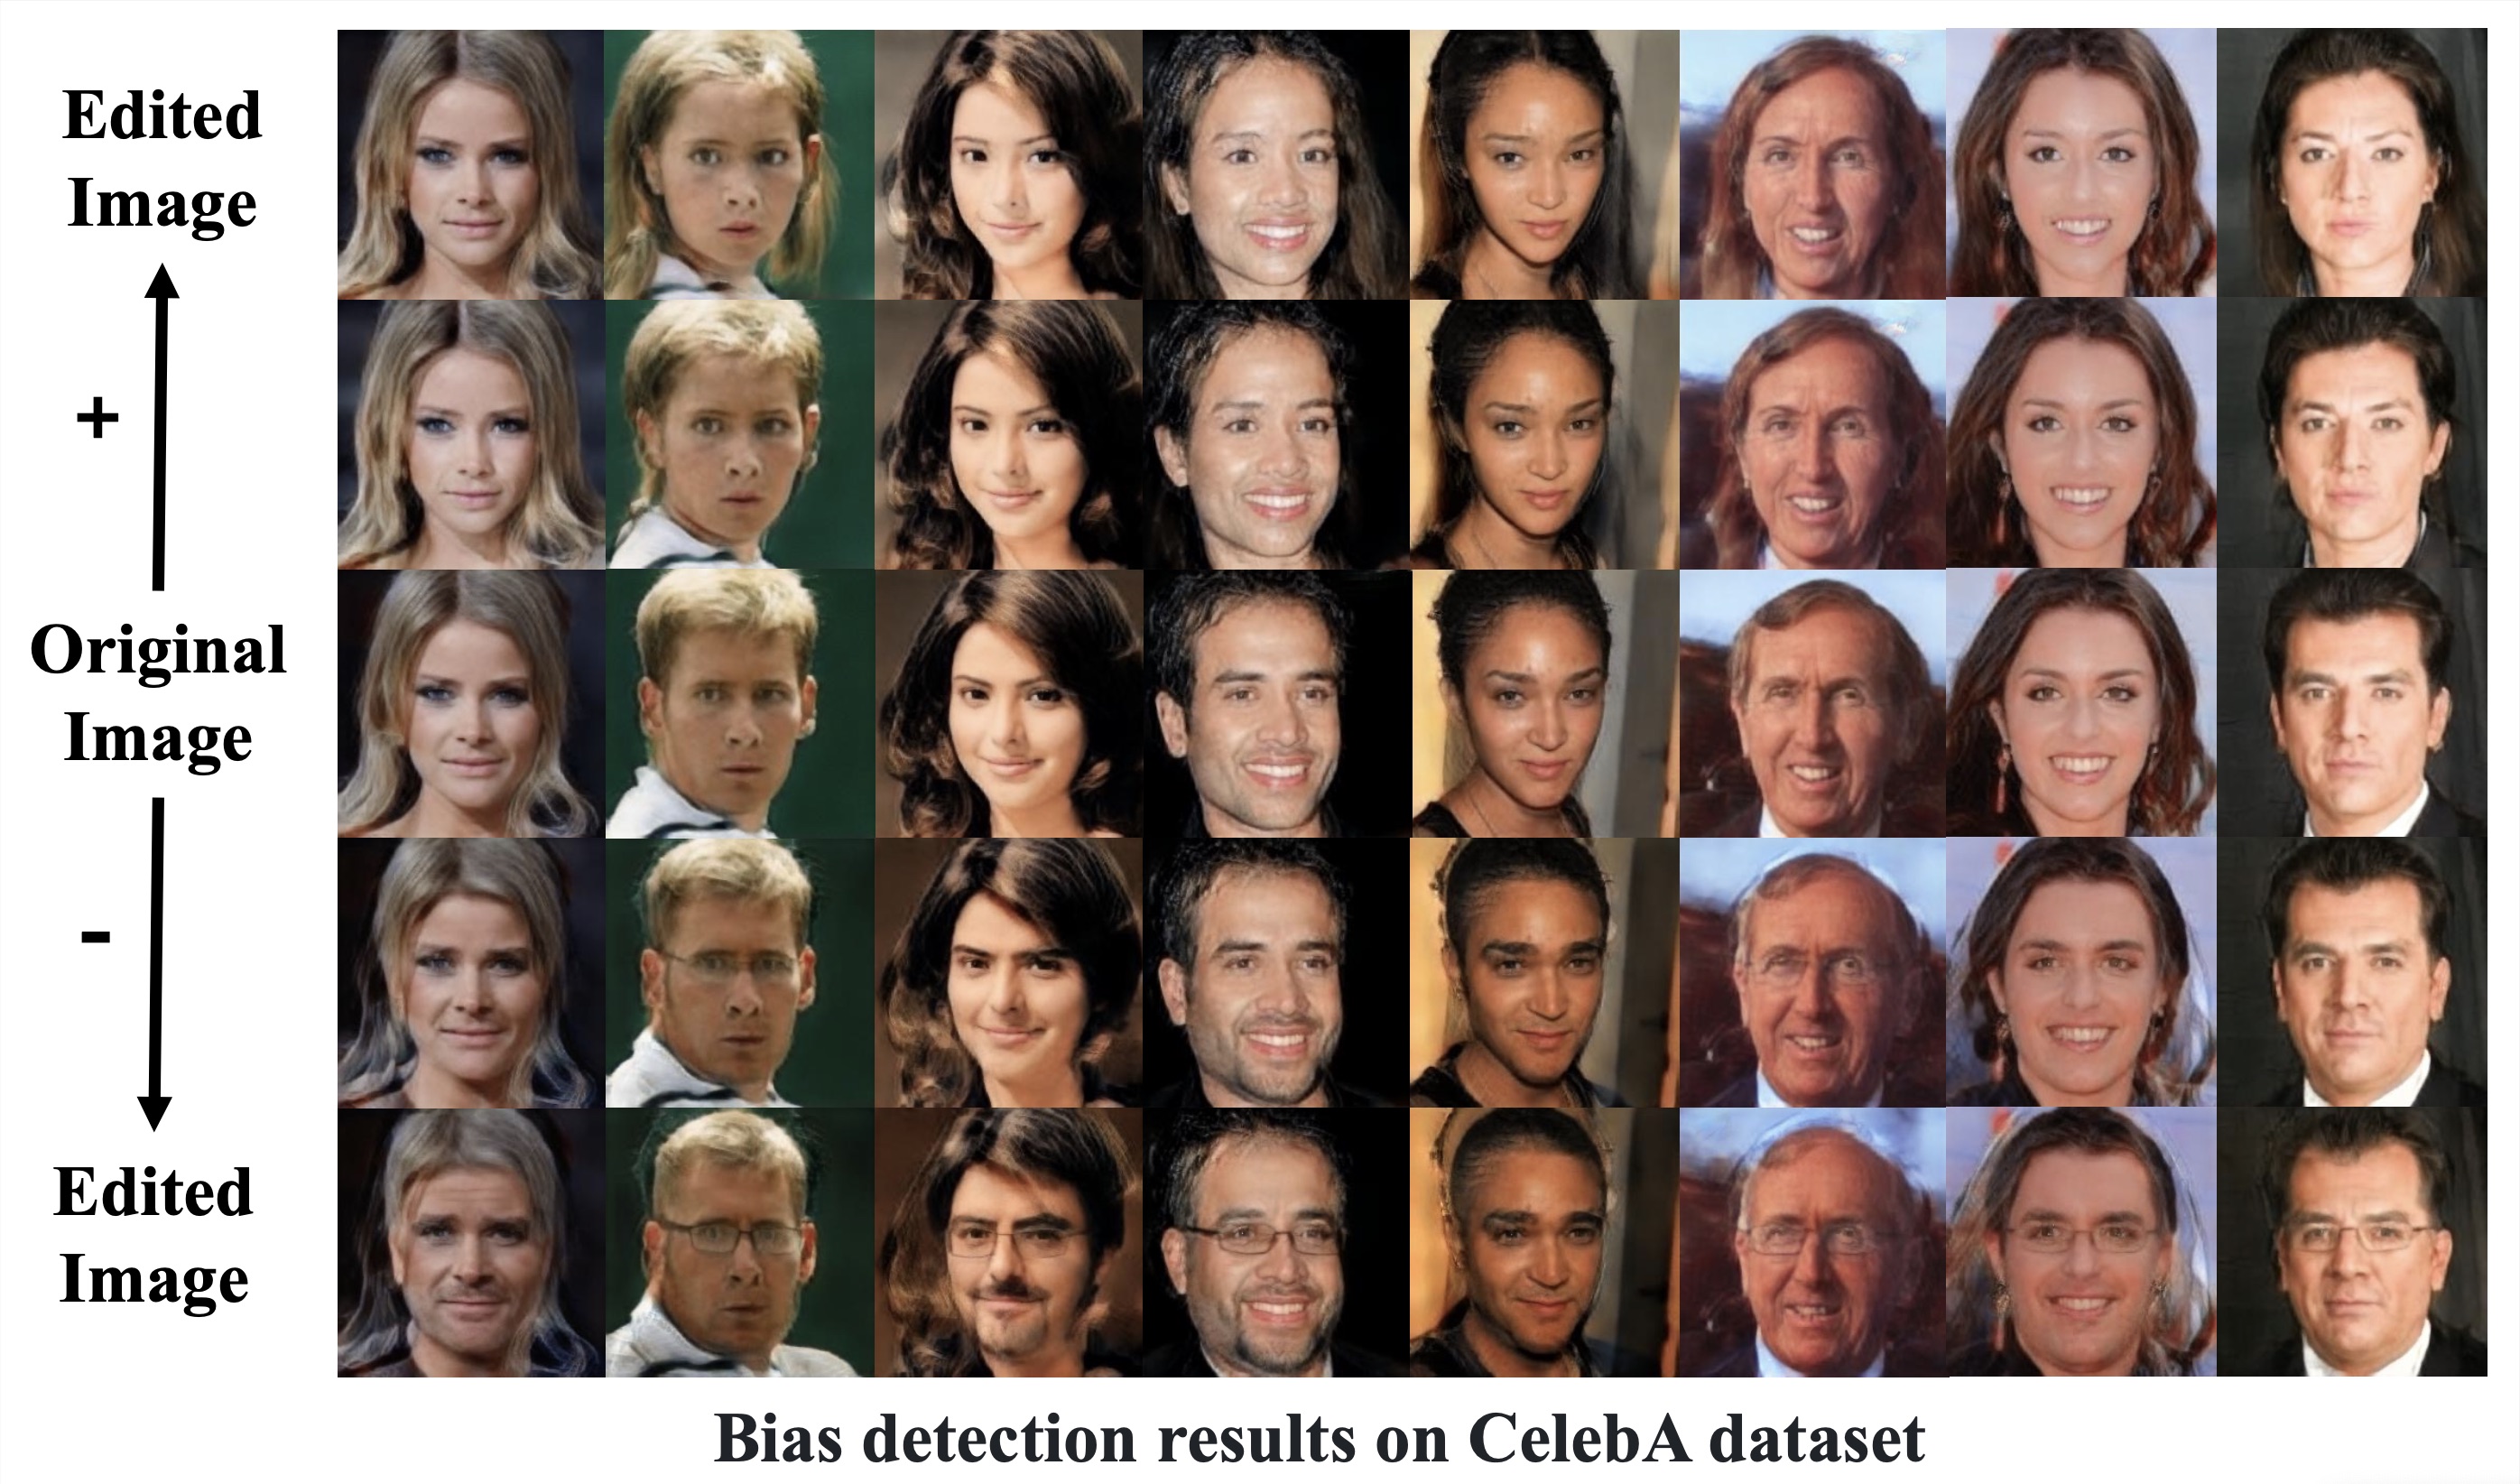 Edited
Image
+
Original
Image
-
Edited
Image
Bias detection results on CelebA dataset